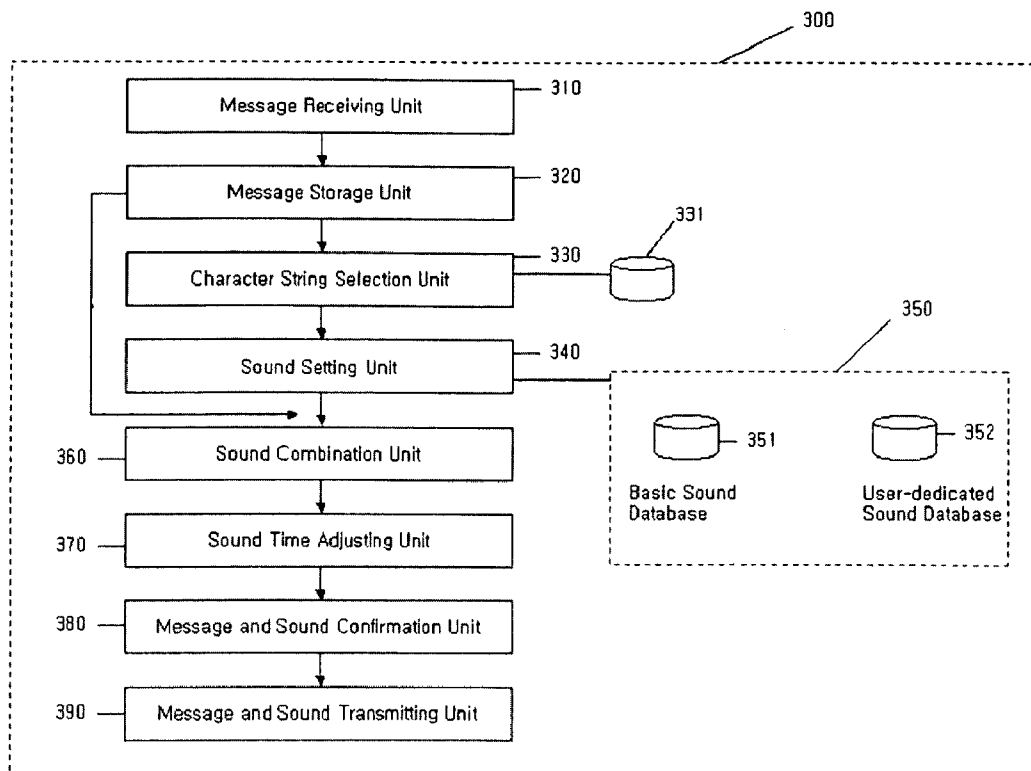 300
310
Message Receiving Unit
320
Message Storage Unit
331
330
Character String Selection Unit
350
340
Sound Setting Unit
351
352
360
Sound Combination Unit
Basic Sound
Database
User-dedicated
Sound Database
370
Sound Time Adjusting Unit
380
Message and Sound Confirmation Unit
390
Message and Sound Transmitting Unit